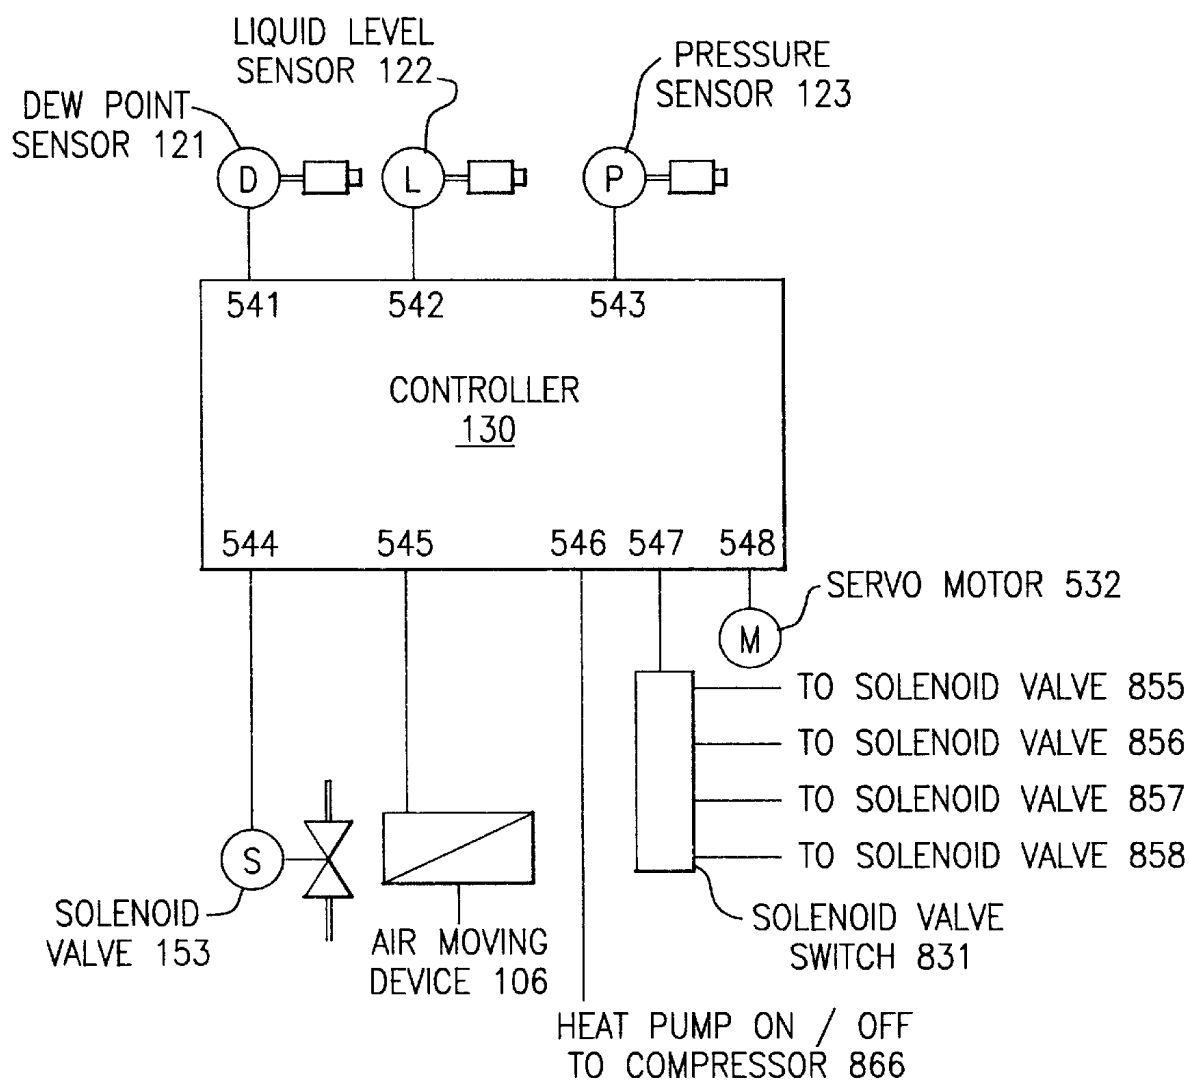 LIQUID LEVEL
SENSOR 122
PRESSURE
SENSOR 123
DEW POINT
SENSOR 121
D
L
P
541
542
543
CONTROLLER
130
544
545
546
547
548
SERVO MOTOR 532
M
TO SOLENOID VALVE 855
TO SOLENOID VALVE 856
TO SOLENOID VALVE 857
TO SOLENOID VALVE 858
S
SOLENOID
VALVE 153
AIR MOVING
DEVICE 106
SOLENOID VALVE
SWITCH 831
HEAT PUMP ON / OFF
TO COMPRESSOR 866